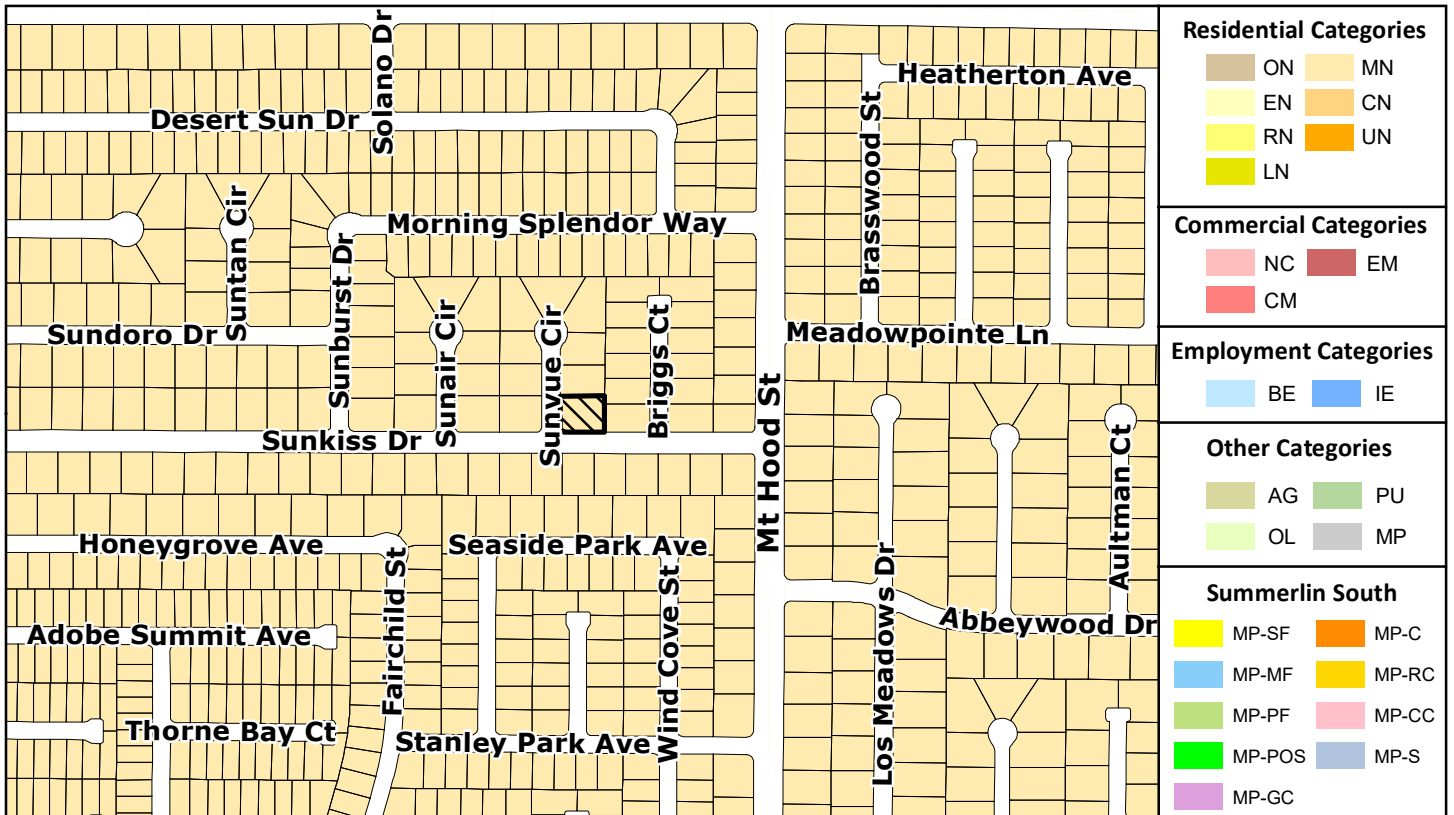 Solano Dr
Heatherton Ave
Desert Sun Dr
Brasswood St
Suntan Cir
Morning Splendor Way
Sunburst Dr
Sundoro Dr
Sunair Cir
Sunvue Cir
Briggs Ct
Meadowpointe Ln
Mt Hood St
Sunkiss Dr
Aultman Ct
Honeygrove Ave
Seaside Park Ave
Fairchild St
Wind Cove St
Los Meadows Dr
Abbeywood Dr
Adobe Summit Ave
Thorne Bay Ct
Stanley Park Ave
Residential Categories
ON MN
EN CN
RN UN
LN
Commercial Categories
NC EM
CM
Employment Categories
BE IE
Other Categories
AG PU
OL MP
Summerlin South
MP-SF MP-C
MP-MF MP-RC
MP-PF MP-CC
MP-POS MP-S
MP-GC